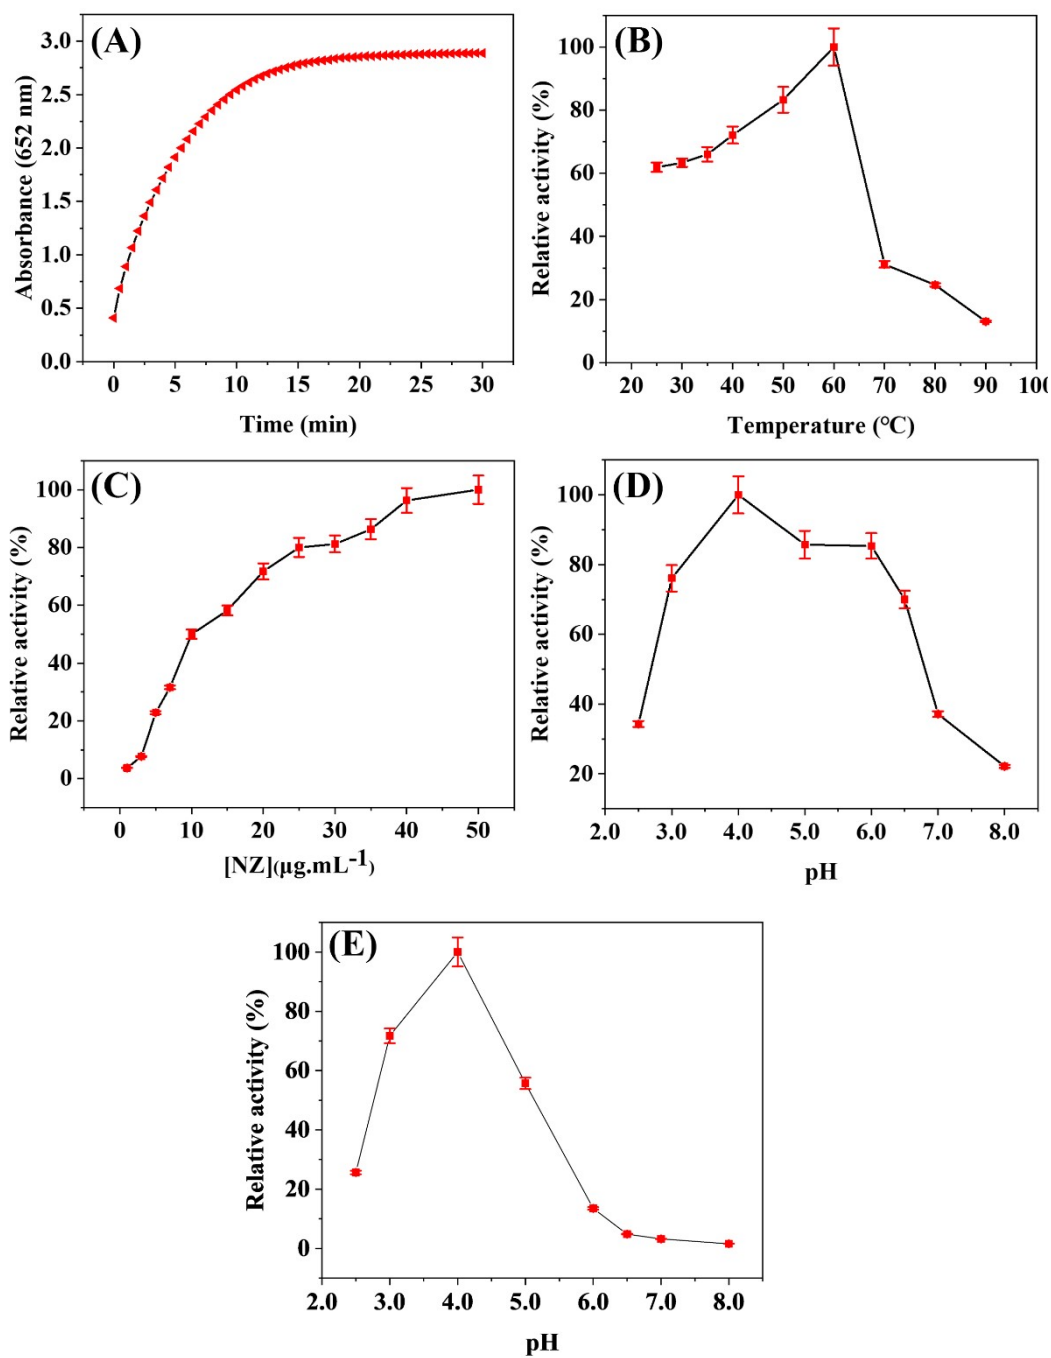 (A)
3.0
2.5
2.0
1.5
1.0
0.5
0.0
Absorbance (652 nm)
0 5 10 15 20 25 30
Time (min)
(B)
100
80
60
40
20
0
Relative activity (%)
20 30 40 50 60 70 80 90 100
Temperature (°C)
(C)
100
80
60
40
20
0
Relative activity (%)
0 10 20 30 40 50
[NZ](µg.mL-1)
(D)
100
80
60
40
20
Relative activity (%)
2.0 3.0 4.0 5.0 6.0 7.0 8.0
pH
(E)
100
80
60
40
20
0
Relative activity (%)
2.0 3.0 4.0 5.0 6.0 7.0 8.0
pH